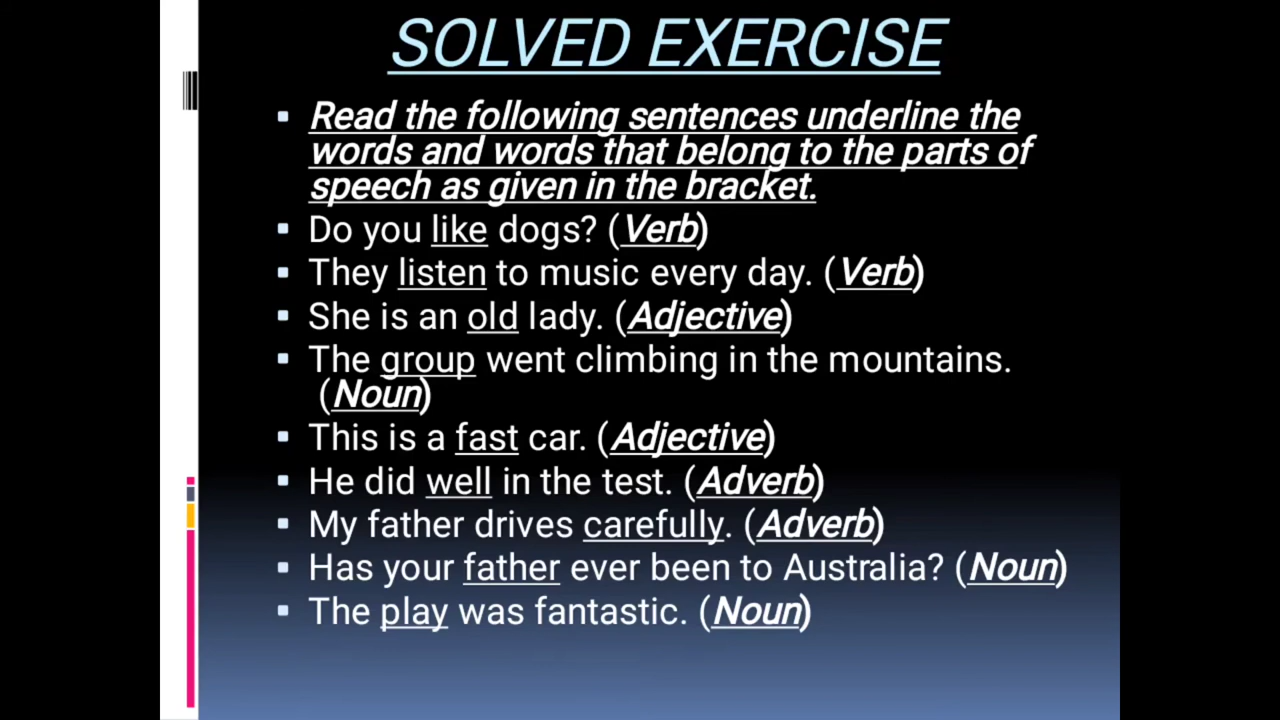 SOLVED EXERCISE
Read the following sentences underline the
words and words that belong to the parts of
speech as given in the bracket.
Do you like dogs? (Verb)
They listen to music every day. (Verb)
She is an old lady. (Adjective)
The group went climbing in the mountains.
(Noun)
This is a fast car. (Adjective)
He did well in the test. (Adverb)
My father drives carefully. (Adverb)
Has your father ever been to Australia? (Noun)
The play was fantastic. (Noun)